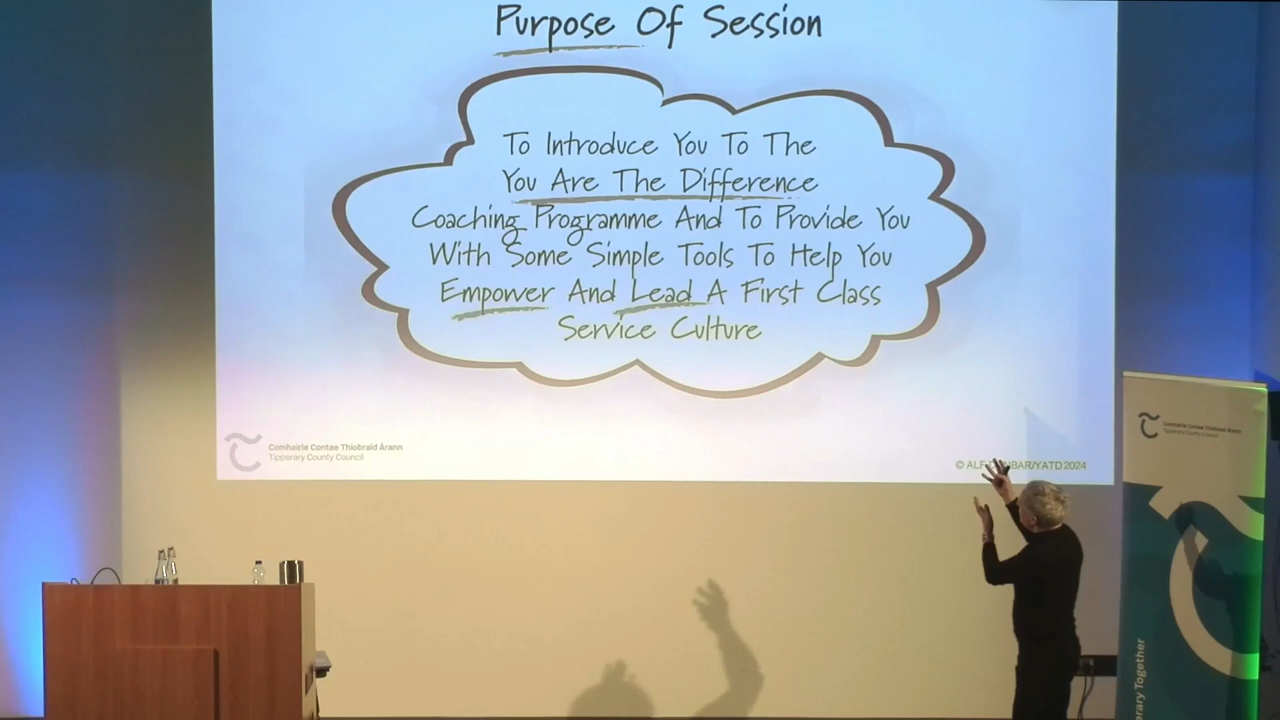 Purpose Of Session
To Introduce You To The
You Are The Difference
Coaching Programme And To Provide You
With Some Simple Tools To Help You
Empower And Lead A First Class
Service Culture
Comhairle Contae Thiobraid Árann
Tipperary County Council
© ALF BAR/YATD 2024
Comhairle Contae Thiobraid Árann
Tipperary County Council
Together